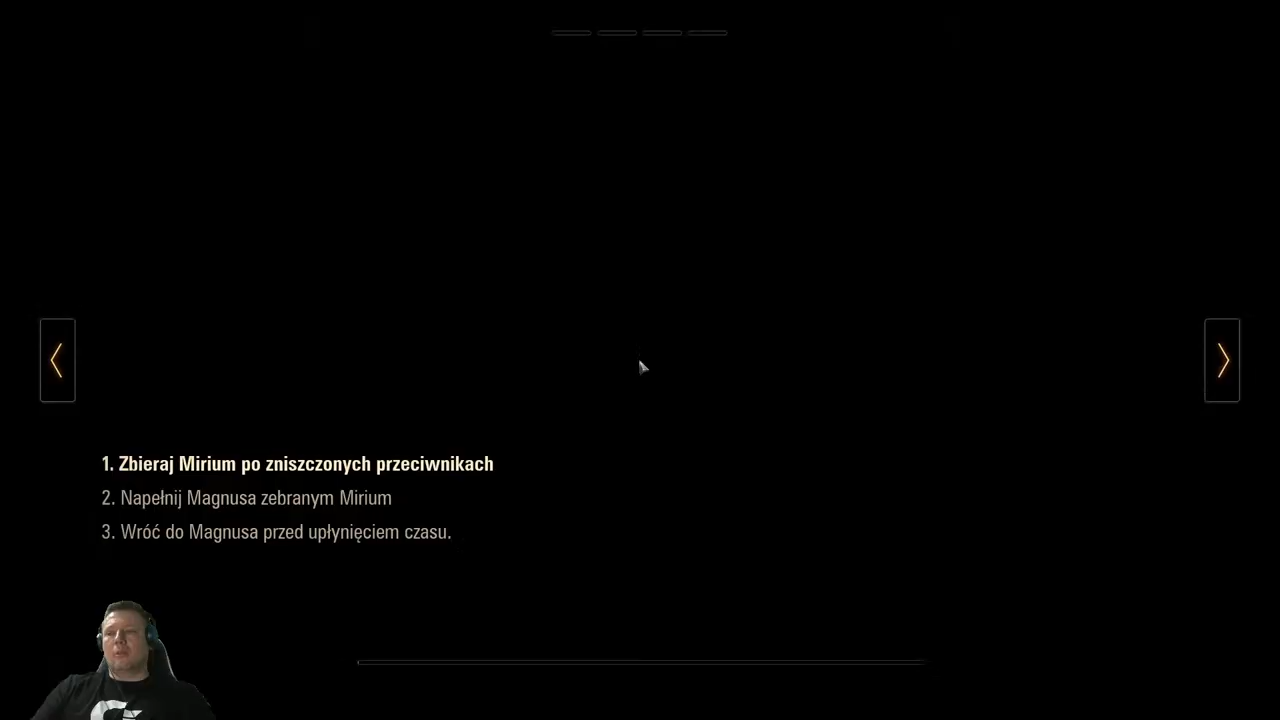 1. Zbieraj Mirium po zniszczonych przeciwnikach
2. Napełnij Magnusa zebranym Mirium
3. Wróć do Magnusa przed upłynięciem czasu.